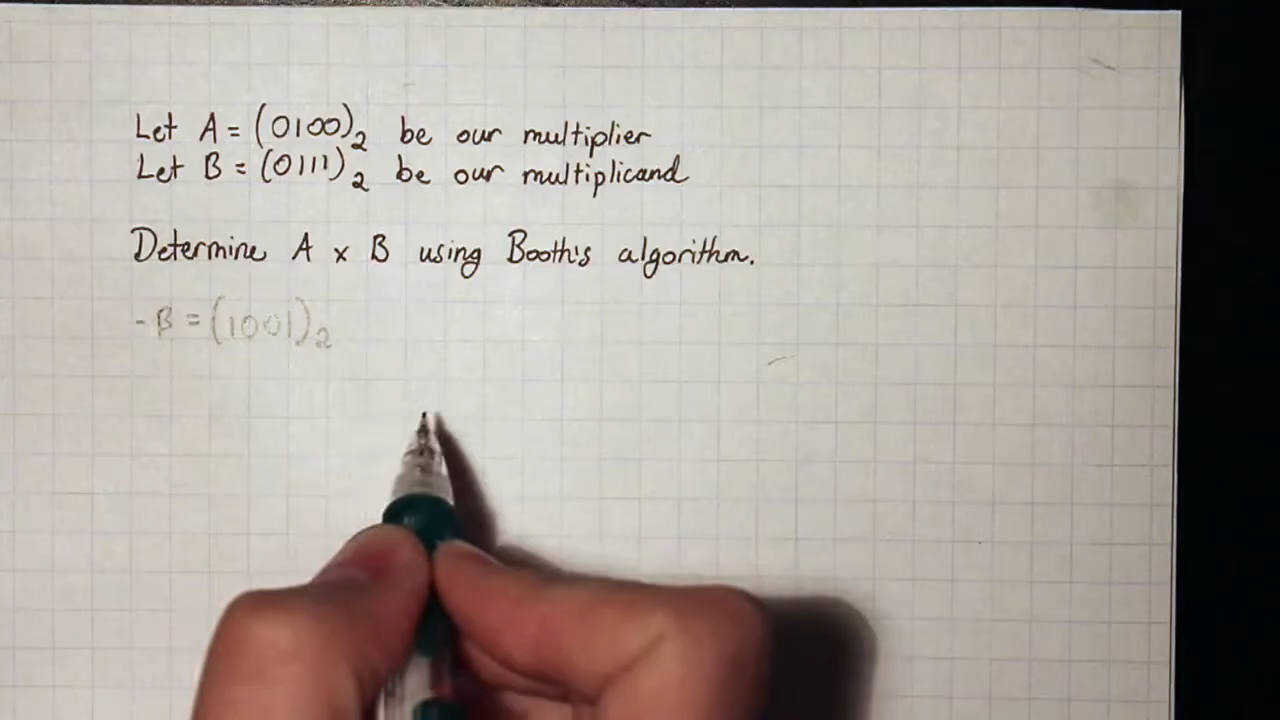 Let A = (0100)₂ be our multiplier
Let B = (0111)₂ be our multiplicand
Determine A x B using Booth's algorithm.
-B = (1001)₂